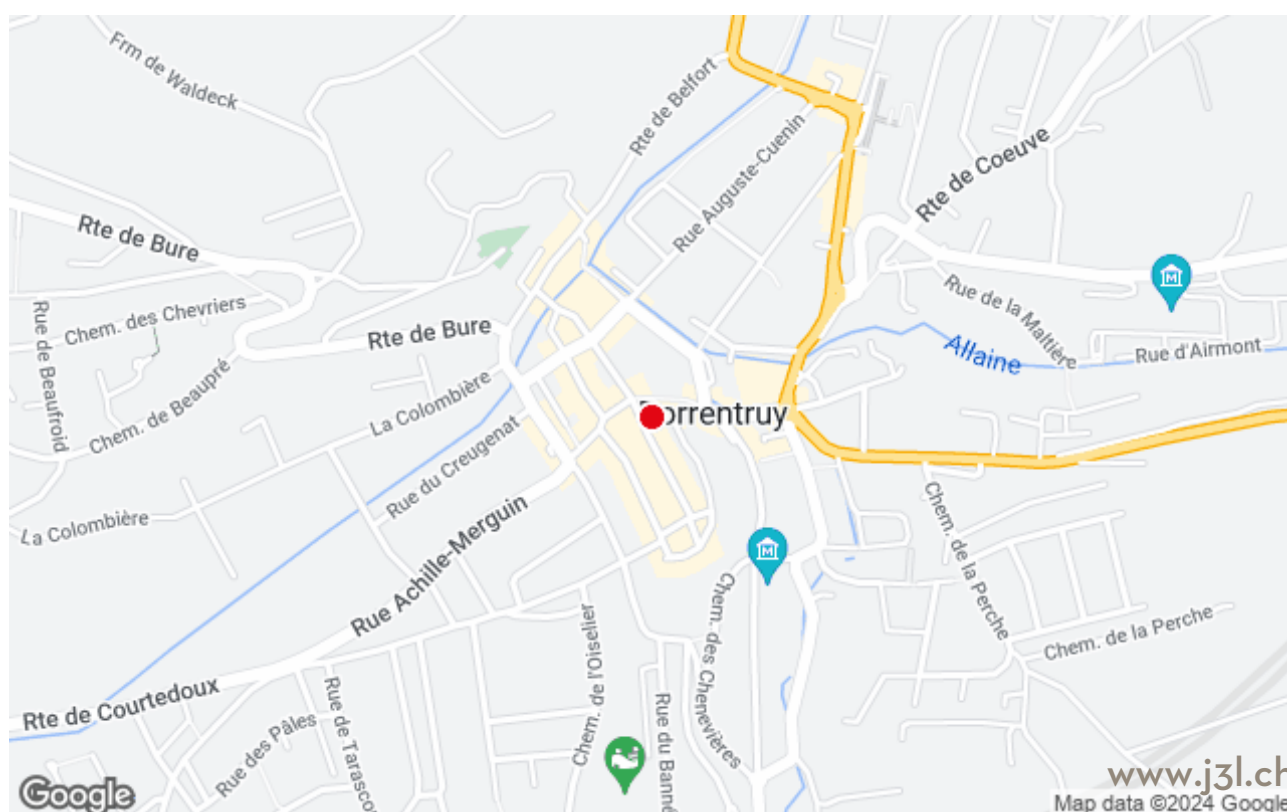 Frm de Waldeck
Rte de Belfort
Rue Auguste-Cuenin
Rte de Coeuve
Rte de Bure
Rue de la Maltière
Chem. des Chevriers
Rue de Beaufroid
Rte de Bure
Allaine
Rue d'Airmont
Chem. de Beaupré
La Colombière
Porrentruy
Rue du Creugenat
La Colombière
Rue Achille-Merguin
Chem. de la Perche
Chem. de l'Oiselier
Chem. des Chenevières
Chem. de la Perche
Rte de Courtedoux
Rue des Pâles
Rue de Tarasco
Rue du Banné
M
M
Google
www.j3l.ch
Map data ©2024 Google